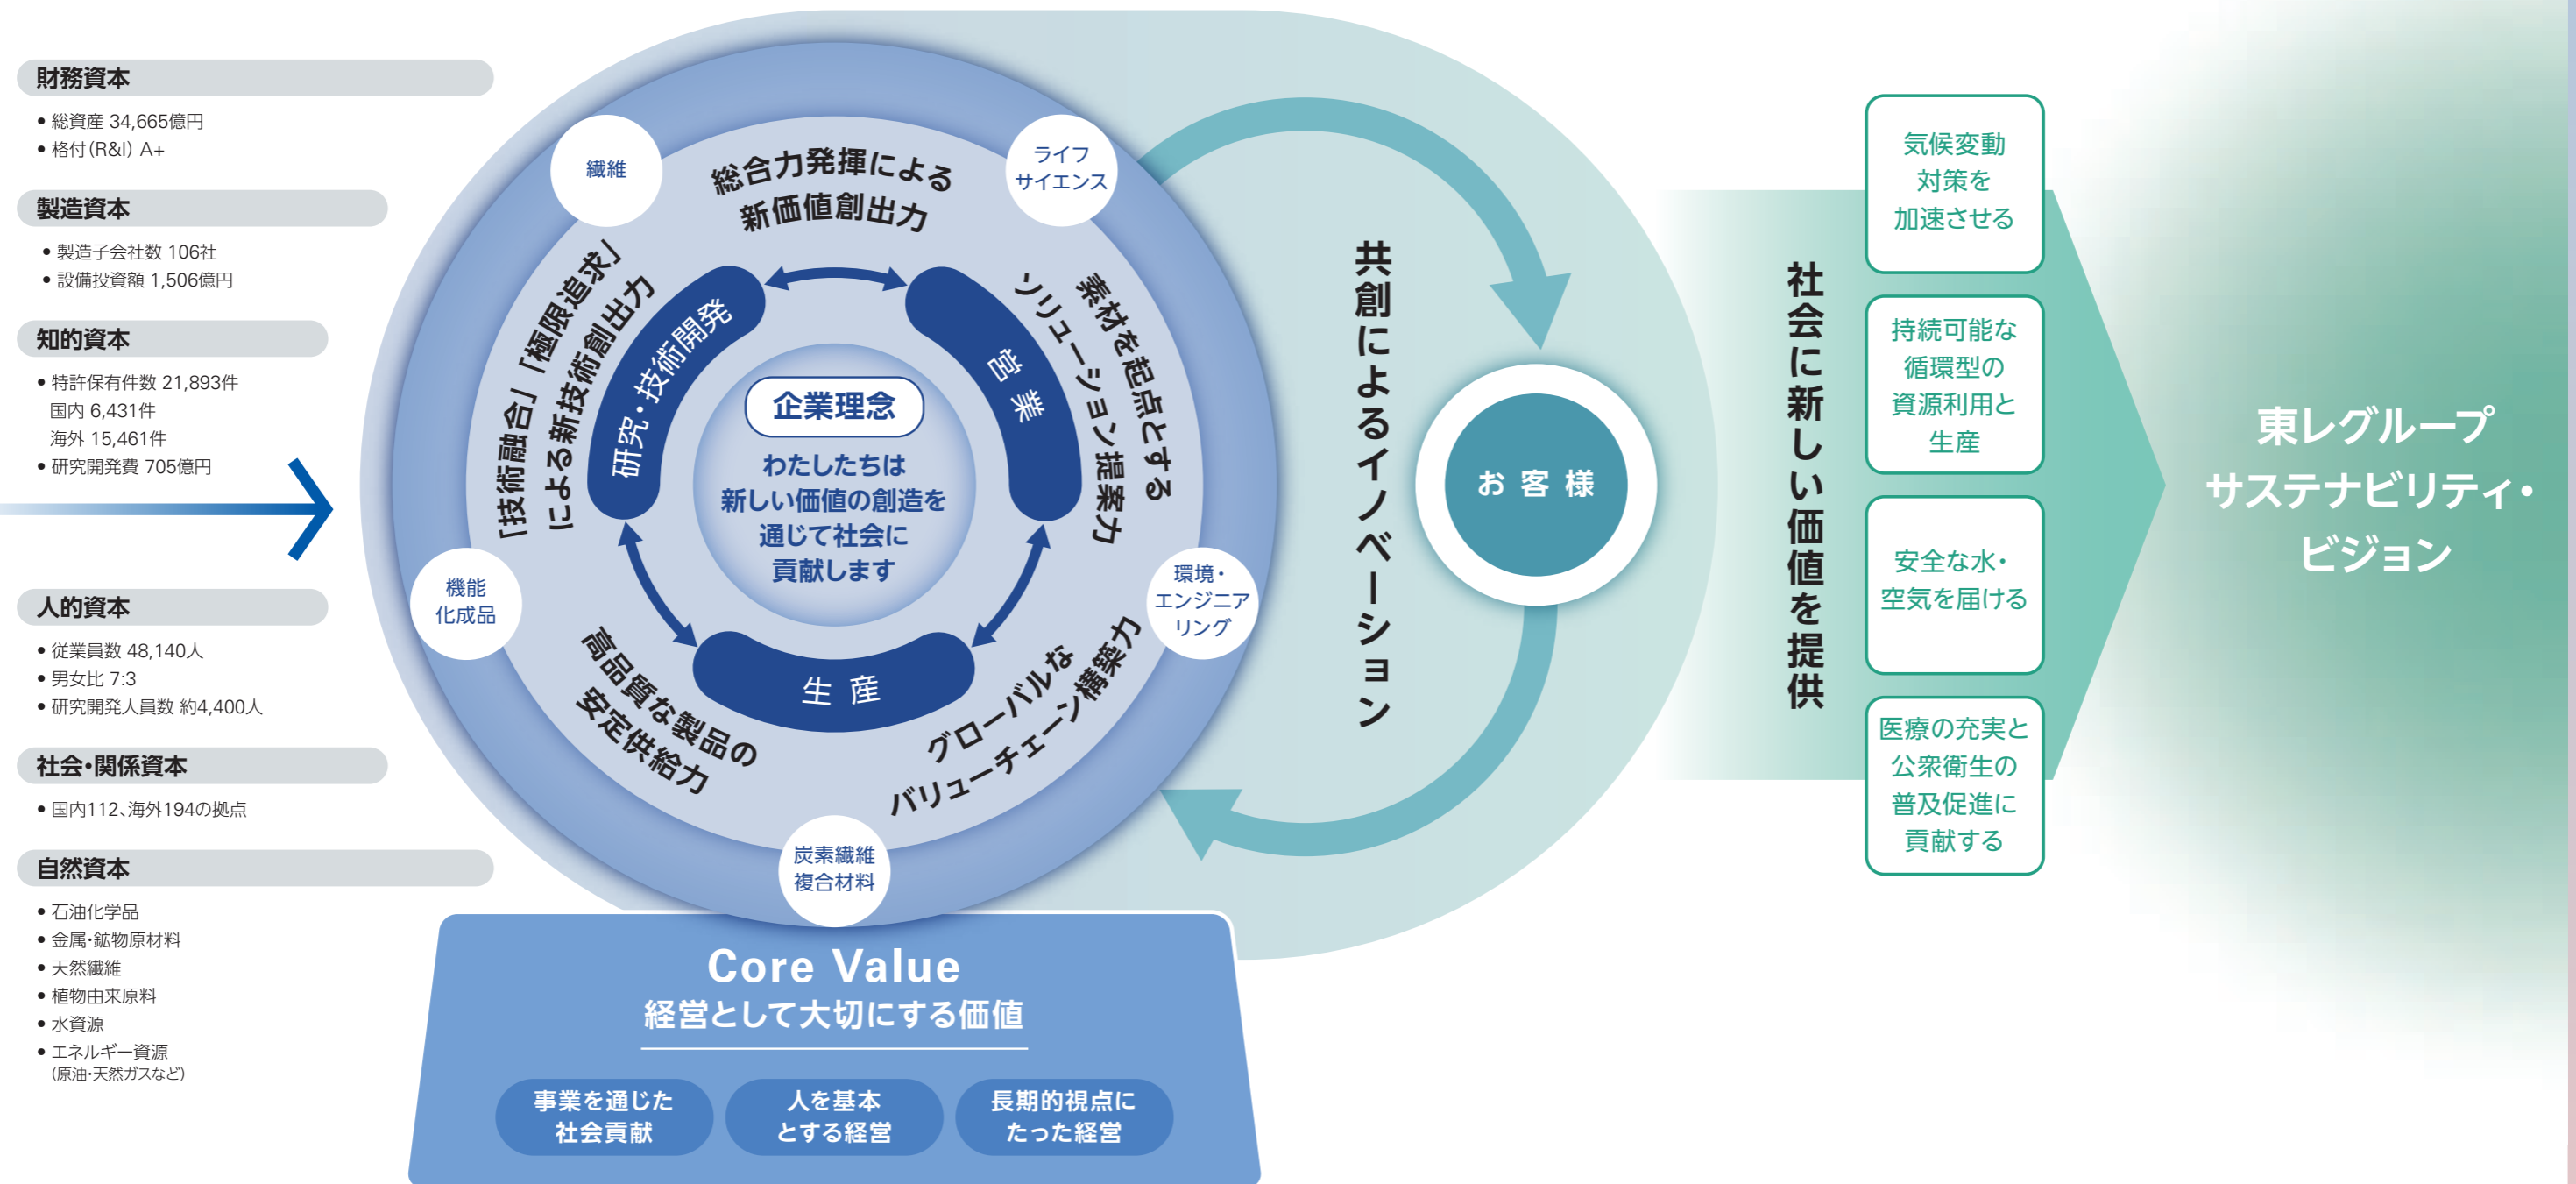 財務資本
• 総資産 34,665億円
• 格付(R&I) A+
製造資本
• 製造子会社数 106社
• 設備投資額 1,506億円
知的資本
• 特許保有件数 21,893件
国内 6,431件
海外 15,461件
• 研究開発費 705億円
人的資本
• 従業員数 48,140人
• 男女比 7:3
• 研究開発人員数 約4,400人
社会・関係資本
• 国内112、海外194の拠点
自然資本
• 石油化学品
• 金属・鉱物原材料
• 天然繊維
• 植物由来原料
• 水資源
• エネルギー資源
(原油・天然ガスなど)
繊維
ライフ
サイエンス
機能
化成品
環境・
エンジニア
リング
炭素繊維
複合材料
総合力発揮による
新価値創出力
「技術融合」「極限追求」
による新技術創出力
素材を起点とする
ソリューション提案力
高品質な製品の
安定供給力
グローバルな
バリューチェーン構築力
研究・技術開発
営業
生産
企業理念
わたしたちは
新しい価値の創造を
通じて社会に
貢献します
Core Value
経営として大切にする価値
事業を通じた
社会貢献
人を基本
とする経営
長期的視点に
たった経営
共創によるイノベーション
お客様
社会に新しい価値を提供
気候変動
対策を
加速させる
持続可能な
循環型の
資源利用と
生産
安全な水・
空気を届ける
医療の充実と
公衆衛生の
普及促進に
貢献する
東レグループ
サステナビリティ・
ビジョン